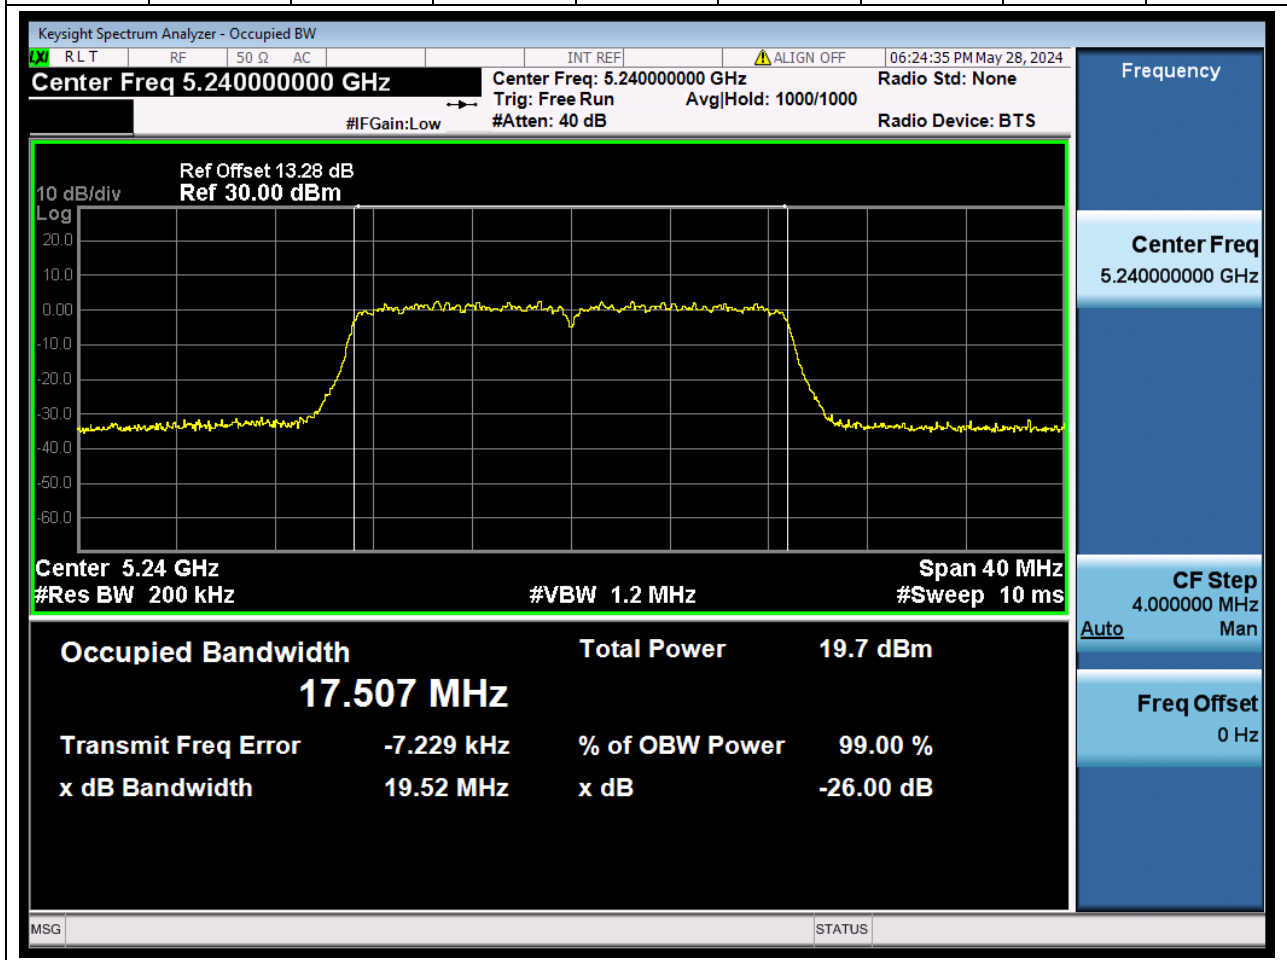 Keysight Spectrum Analyzer - Occupied BW
LXI RLT RF 50 Ω AC INT REF ALIGN OFF 06:24:35 PM May 28, 2024
Center Freq 5.240000000 GHz
Center Freq: 5.240000000 GHz
Radio Std: None
Trig: Free Run Avg|Hold: 1000/1000
#IFGain:Low #Atten: 40 dB
Radio Device: BTS
Frequency
Ref Offset 13.28 dB
10 dB/div Ref 30.00 dBm
Log
20.0
10.0
0.00
-10.0
-20.0
-30.0
-40.0
-50.0
-60.0
Center 5.24 GHz Span 40 MHz
#Res BW 200 kHz #VBW 1.2 MHz #Sweep 10 ms
Center Freq
5.240000000 GHz
CF Step
4.000000 MHz
Auto Man
Freq Offset
0 Hz
Occupied Bandwidth Total Power 19.7 dBm
17.507 MHz
Transmit Freq Error -7.229 kHz % of OBW Power 99.00 %
x dB Bandwidth 19.52 MHz x dB -26.00 dB
MSG STATUS